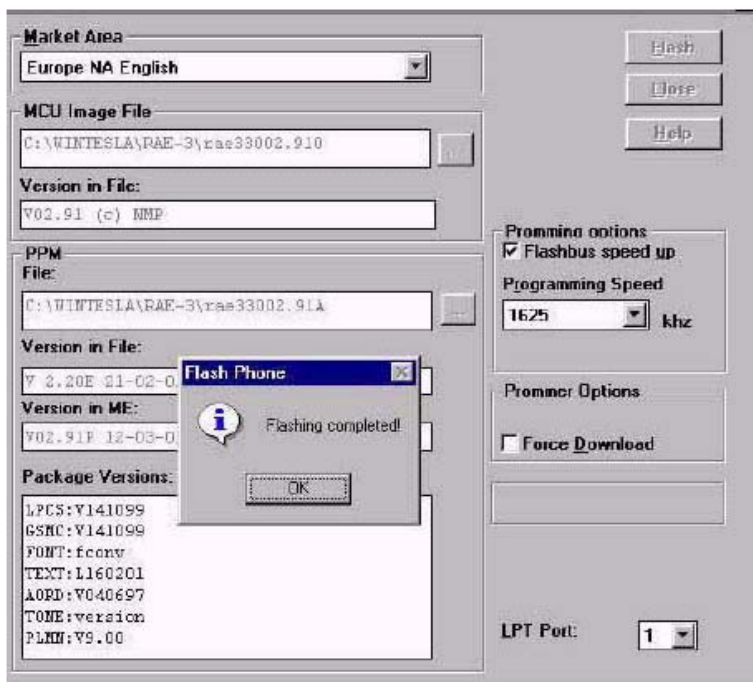 Market Area
Europe NA English
MCU Image File
C:\WINTESLA\RAE-3\rae33002.910
...
Version in File:
V02.91 (c) NMP
PPM
File:
C:\WINTESLA\RAE-3\rae33002.91A
...
Version in File:
V 2.20E 21-02-0
Version in ME:
V02.91P 12-03-0
Package Versions:
LPCS:V141099
GSMC:V141099
FONT:fconv
TEXT:L160201
AORD:V040697
TONE:version
PLMN:V9.00
Flash Phone
Flashing completed!
OK
Flash
Close
Help
Promming options
Flashbus speed up
Programming Speed
1625
khz
Prommer Options
Force Download
LPT Port:
1